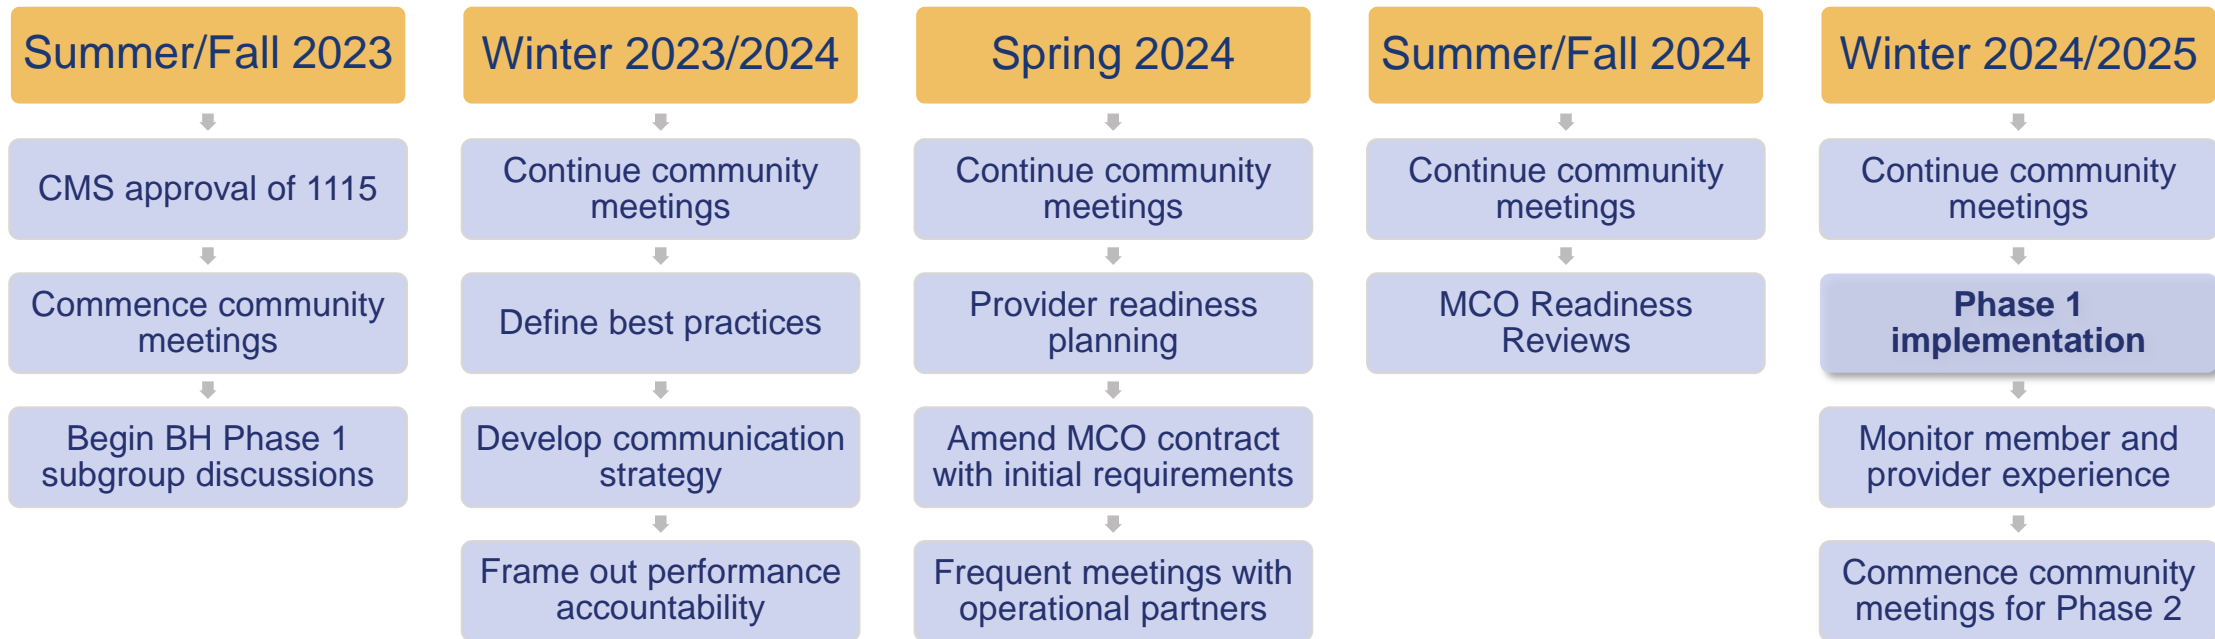 Summer/Fall 2023
CMS approval of 1115
Commence community
meetings
Begin BH Phase 1
subgroup discussions
Winter 2023/2024
Continue community
meetings
Define best practices
Develop communication
strategy
Frame out performance
accountability
Spring 2024
Continue community
meetings
Provider readiness
planning
Amend MCO contract
with initial requirements
Frequent meetings with
operational partners
Summer/Fall 2024
Continue community
meetings
MCO Readiness
Reviews
Winter 2024/2025
Continue community
meetings
Phase 1
implementation
Monitor member and
provider experience
Commence community
meetings for Phase 2